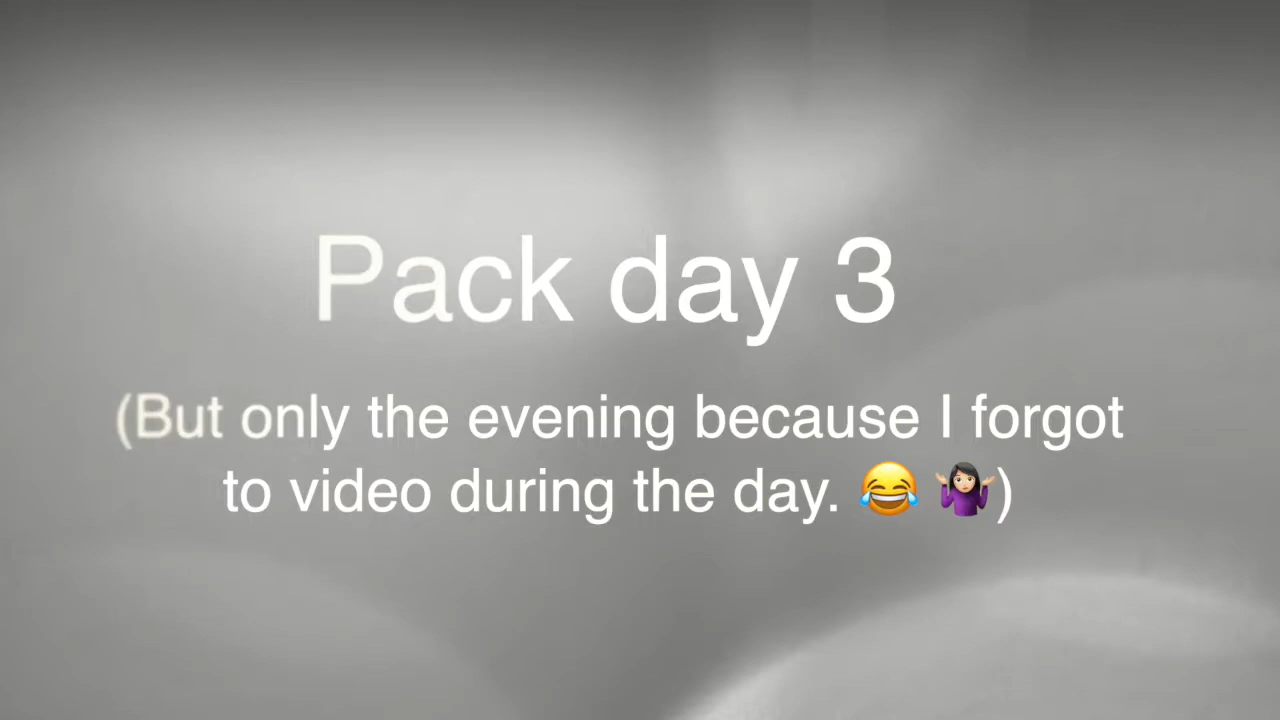 Pack day 3
(But only the evening because I forgot
to video during the day. 😂 🤷🏻‍♀️)